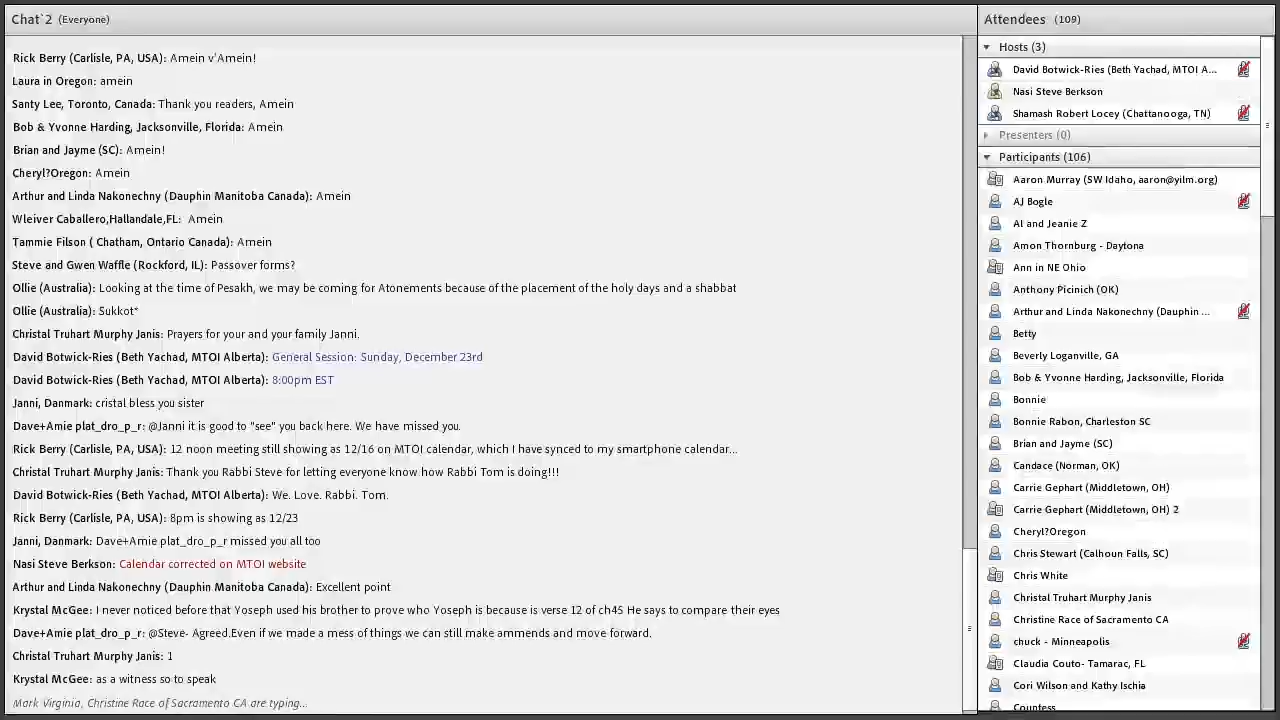 Chat`2 (Everyone)
Rick Berry (Carlisle, PA, USA): Amein v'Amein!
Laura in Oregon: amein
Santy Lee, Toronto, Canada: Thank you readers, Amein
Bob & Yvonne Harding, Jacksonville, Florida: Amein
Brian and Jayme (SC): Amein!
Cheryl?Oregon: Amein
Arthur and Linda Nakonechny (Dauphin Manitoba Canada): Amein
Wleiver Caballero,Hallandale,FL: Amein
Tammie Filson ( Chatham, Ontario Canada): Amein
Steve and Gwen Waffle (Rockford, IL): Passover forms?
Ollie (Australia): Looking at the time of Pesakh, we may be coming for Atonements because of the placement of the holy days and a shabbat
Ollie (Australia): Sukkot*
Christal Truhart Murphy Janis: Prayers for your and your family Janni.
David Botwick-Ries (Beth Yachad, MTOI Alberta): General Session: Sunday, December 23rd
David Botwick-Ries (Beth Yachad, MTOI Alberta): 8:00pm EST
Janni, Danmark: cristal bless you sister
Dave+Amie plat_dro_p_r: @Janni it is good to "see" you back here. We have missed you.
Rick Berry (Carlisle, PA, USA): 12 noon meeting still showing as 12/16 on MTOI calendar, which I have synced to my smartphone calendar...
Christal Truhart Murphy Janis: Thank you Rabbi Steve for letting everyone know how Rabbi Tom is doing!!!
David Botwick-Ries (Beth Yachad, MTOI Alberta): We. Love. Rabbi. Tom.
Rick Berry (Carlisle, PA, USA): 8pm is showing as 12/23
Janni, Danmark: Dave+Amie plat_dro_p_r missed you all too
Nasi Steve Berkson: Calendar corrected on MTOI website
Arthur and Linda Nakonechny (Dauphin Manitoba Canada): Excellent point
Krystal McGee: I never noticed before that Yoseph used his brother to prove who Yoseph is because is verse 12 of ch45 He says to compare their eyes
Dave+Amie plat_dro_p_r: @Steve- Agreed.Even if we made a mess of things we can still make ammends and move forward.
Christal Truhart Murphy Janis: 1
Krystal McGee: as a witness so to speak
Mark Virginia, Christine Race of Sacramento CA are typing...
Attendees (109)
Hosts (3)
David Botwick-Ries (Beth Yachad, MTOI A...
Nasi Steve Berkson
Shamash Robert Locey (Chattanooga, TN)
Presenters (0)
Participants (106)
Aaron Murray (SW Idaho, aaron@yilm.org)
AJ Bogle
Al and Jeanie Z
Amon Thornburg - Daytona
Ann in NE Ohio
Anthony Picinich (OK)
Arthur and Linda Nakonechny (Dauphin ...
Betty
Beverly Loganville, GA
Bob & Yvonne Harding, Jacksonville, Florida
Bonnie
Bonnie Rabon, Charleston SC
Brian and Jayme (SC)
Candace (Norman, OK)
Carrie Gephart (Middletown, OH)
Carrie Gephart (Middletown, OH) 2
Cheryl?Oregon
Chris Stewart (Calhoun Falls, SC)
Chris White
Christal Truhart Murphy Janis
Christine Race of Sacramento CA
chuck - Minneapolis
Claudia Couto- Tamarac, FL
Cori Wilson and Kathy Ischia
Countess